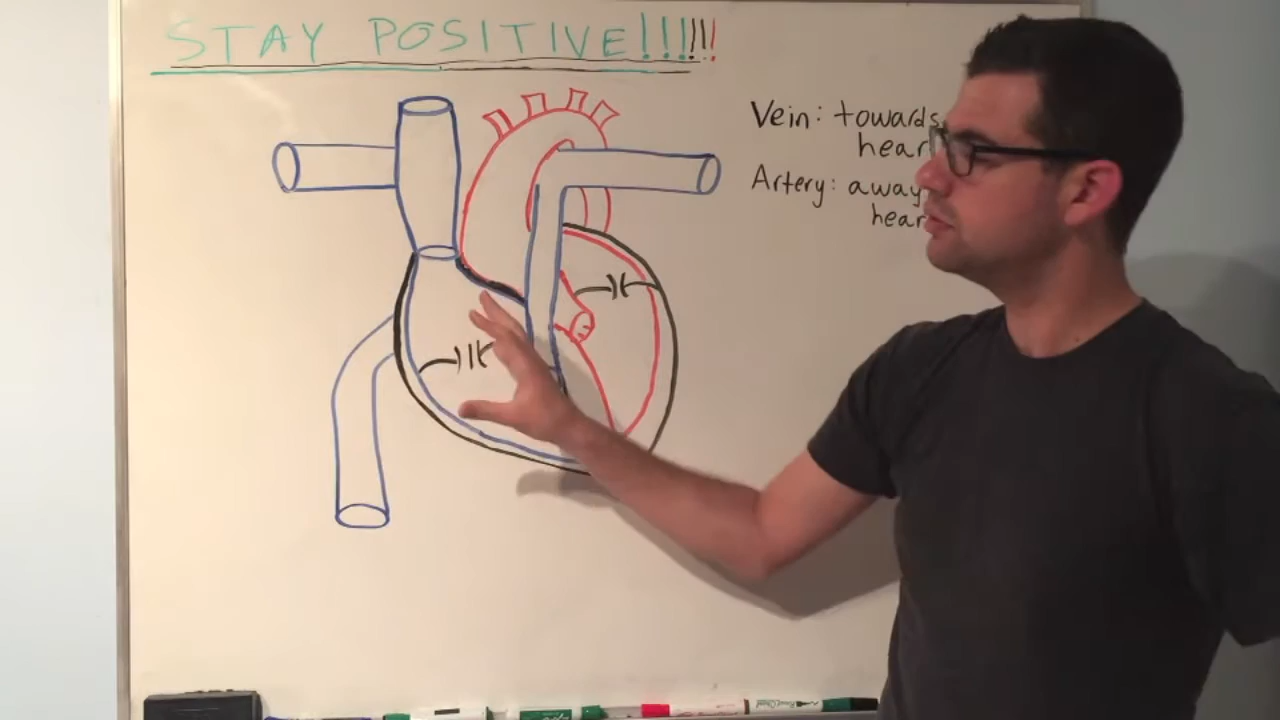 STAY POSITIVE!!!!!!
Vein: towards
hear
Artery: away
hear